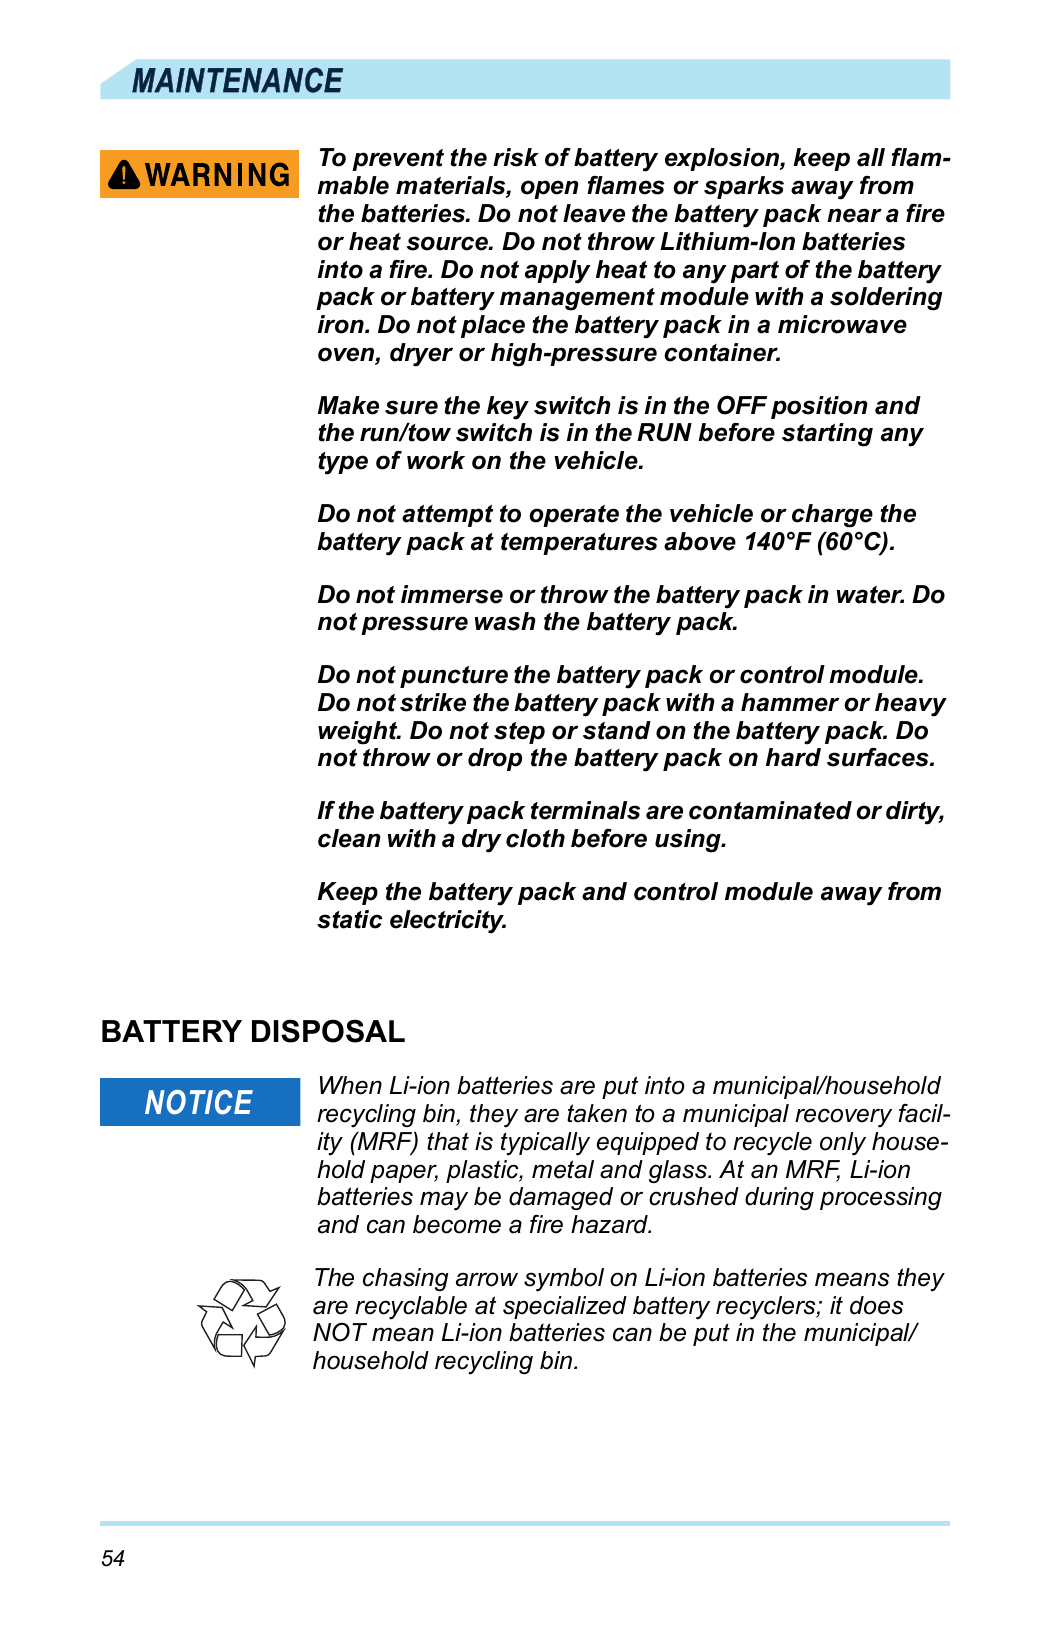 MAINTENANCE
WARNING
To prevent the risk of battery explosion, keep all flam-
mable materials, open flames or sparks away from
the batteries. Do not leave the battery pack near a fire
or heat source. Do not throw Lithium-Ion batteries
into a fire. Do not apply heat to any part of the battery
pack or battery management module with a soldering
iron. Do not place the battery pack in a microwave
oven, dryer or high-pressure container.
Make sure the key switch is in the OFF position and
the run/tow switch is in the RUN before starting any
type of work on the vehicle.
Do not attempt to operate the vehicle or charge the
battery pack at temperatures above 140°F (60°C).
Do not immerse or throw the battery pack in water. Do
not pressure wash the battery pack.
Do not puncture the battery pack or control module.
Do not strike the battery pack with a hammer or heavy
weight. Do not step or stand on the battery pack. Do
not throw or drop the battery pack on hard surfaces.
If the battery pack terminals are contaminated or dirty,
clean with a dry cloth before using.
Keep the battery pack and control module away from
static electricity.
BATTERY DISPOSAL
NOTICE
When Li-ion batteries are put into a municipal/household
recycling bin, they are taken to a municipal recovery facil-
ity (MRF) that is typically equipped to recycle only house-
hold paper, plastic, metal and glass. At an MRF, Li-ion
batteries may be damaged or crushed during processing
and can become a fire hazard.
The chasing arrow symbol on Li-ion batteries means they
are recyclable at specialized battery recyclers; it does
NOT mean Li-ion batteries can be put in the municipal/
household recycling bin.
54